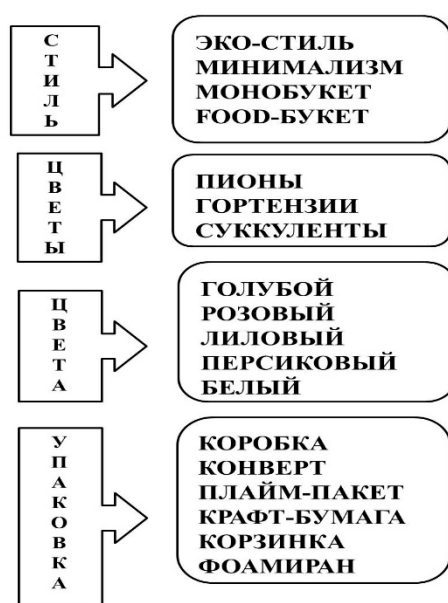 СТИЛЬ
ЭКО-СТИЛЬ
МИНИМАЛИЗМ
МОНОБУКЕТ
FOOD-БУКЕТ
ЦВЕТЫ
ПИОНЫ
ГОРТЕНЗИИ
СУККУЛЕНТЫ
ЦВЕТА
ГОЛУБОЙ
РОЗОВЫЙ
ЛИЛОВЫЙ
ПЕРСИКОВЫЙ
БЕЛЫЙ
УПАКОВКА
КОРОБКА
КОНВЕРТ
ПЛАЙМ-ПАКЕТ
КРАФТ-БУМАГА
КОРЗИНКА
ФОАМИРАН